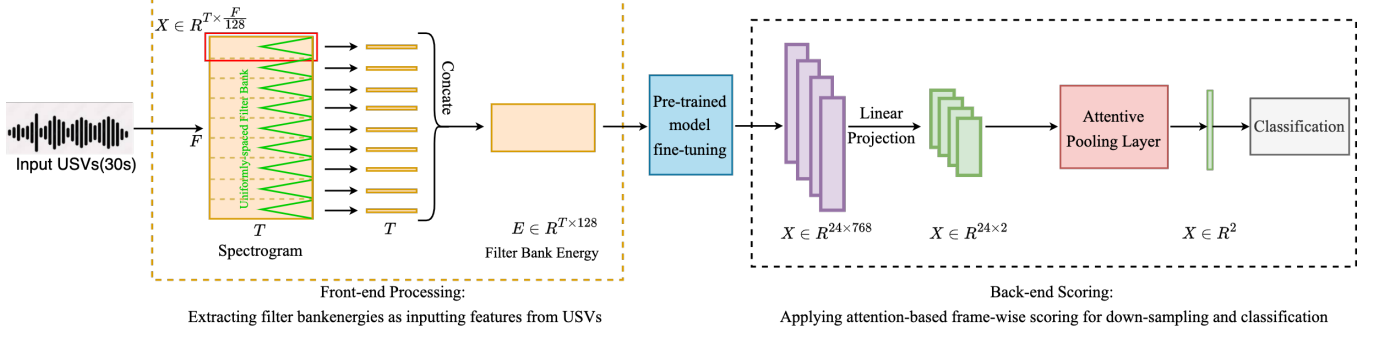 X ∈ R^{T×\frac{F}{128}}
Input USVs(30s)
F
Uniformly-spaced Filter Bank
T
Spectrogram
T
Concate
E ∈ R^{T×128}
Filter Bank Energy
Front-end Processing:
Extracting filter bankenergies as inputting features from USVs
Pre-trained
model
fine-tuning
X ∈ R^{24×768}
Linear
Projection
X ∈ R^{24×2}
Attentive
Pooling Layer
X ∈ R^2
Classification
Back-end Scoring:
Applying attention-based frame-wise scoring for down-sampling and classification